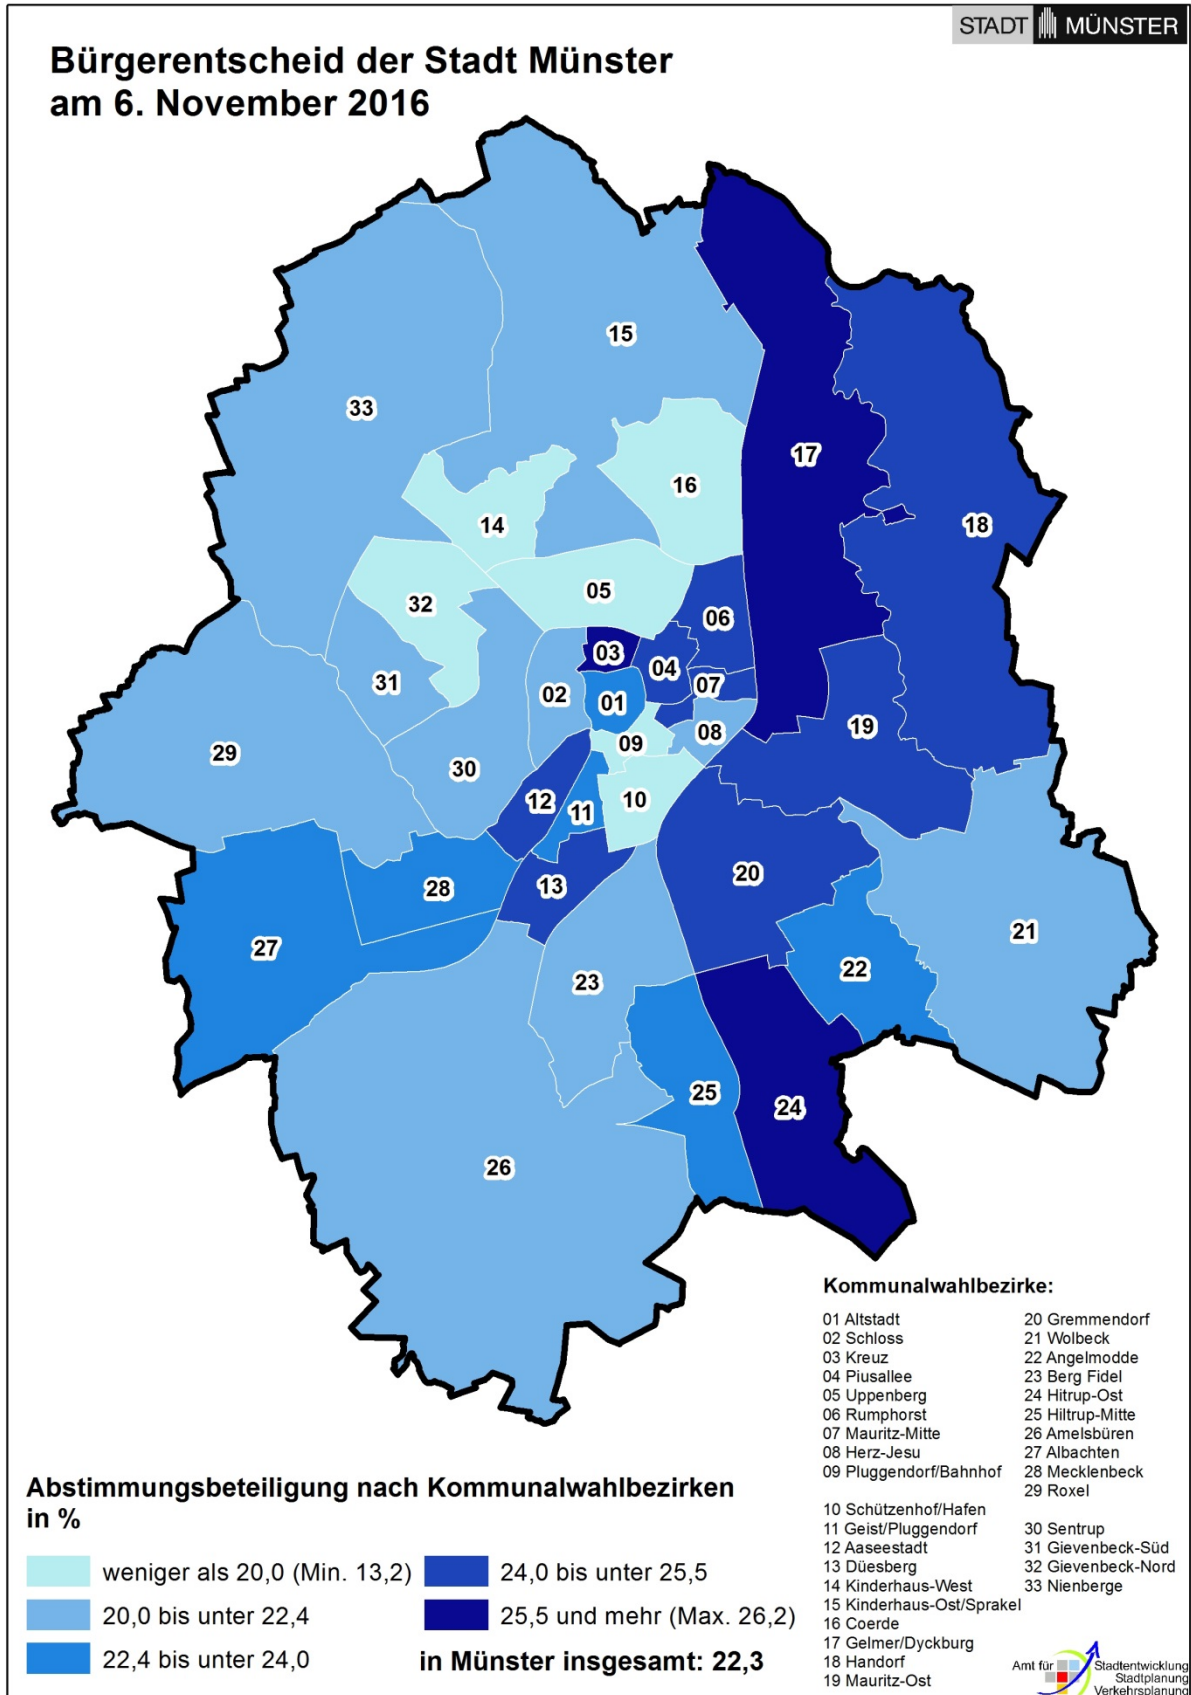 STADT MÜNSTER
Bürgerentscheid der Stadt Münster
am 6. November 2016
15
33
17
16
14
18
05
32
06
03
04
31
02
07
01
19
08
09
29
30
10
12
11
20
13
28
21
27
22
23
25
24
26
Kommunalwahlbezirke:
01 Altstadt
02 Schloss
03 Kreuz
04 Piusallee
05 Uppenberg
06 Rumphorst
07 Mauritz-Mitte
08 Herz-Jesu
09 Pluggendorf/Bahnhof
10 Schützenhof/Hafen
11 Geist/Pluggendorf
12 Aaseestadt
13 Düesberg
14 Kinderhaus-West
15 Kinderhaus-Ost/Sprakel
16 Coerde
17 Gelmer/Dyckburg
18 Handorf
19 Mauritz-Ost
20 Gremmendorf
21 Wolbeck
22 Angelmodde
23 Berg Fidel
24 Hitrup-Ost
25 Hiltrup-Mitte
26 Amelsbüren
27 Albachten
28 Mecklenbeck
29 Roxel
30 Sentrup
31 Gievenbeck-Süd
32 Gievenbeck-Nord
33 Nienberge
Abstimmungsbeteiligung nach Kommunalwahlbezirken
in %
weniger als 20,0 (Min. 13,2)
20,0 bis unter 22,4
22,4 bis unter 24,0
24,0 bis unter 25,5
25,5 und mehr (Max. 26,2)
in Münster insgesamt: 22,3
Amt für
Stadtentwicklung
Stadtplanung
Verkehrsplanung